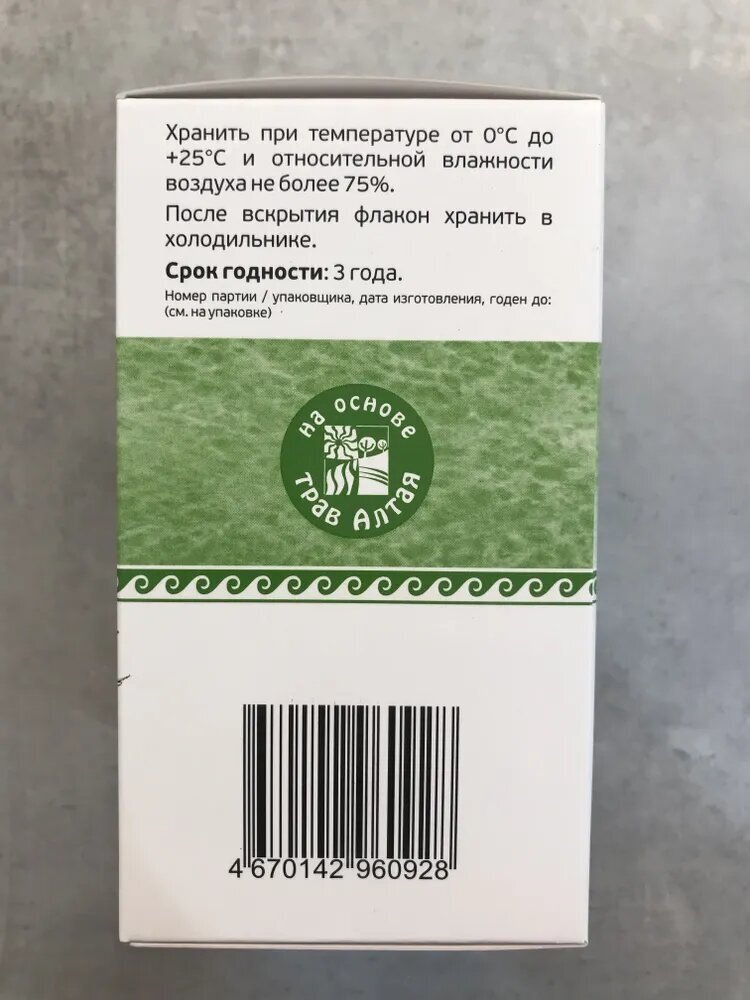 Хранить при температуре от 0°С до
+25°С и относительной влажности
воздуха не более 75%.
После вскрытия флакон хранить в
холодильнике.
Срок годности: 3 года.
Номер партии / упаковщика, дата изготовления, годен до:
(см. на упаковке)
на основе
трав Алтая
4 670142 960928